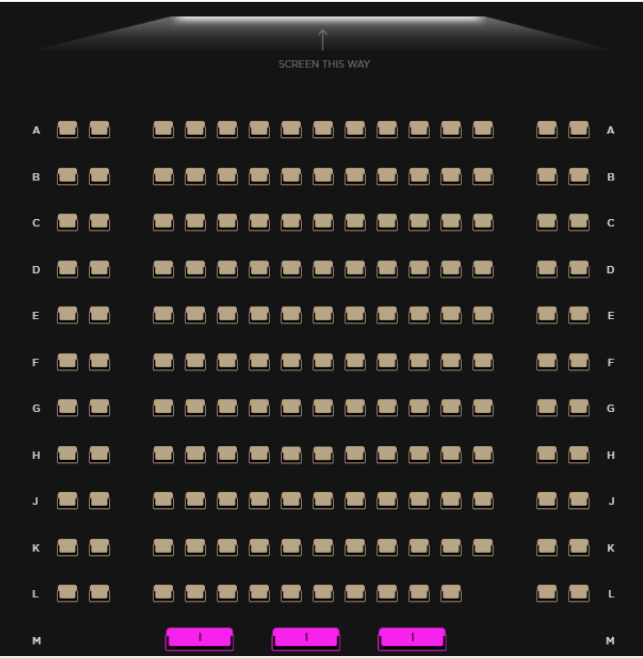 SCREEN THIS WAY
A A
B B
C C
D D
E E
F F
G G
H H
J J
K K
L L
M I I I M